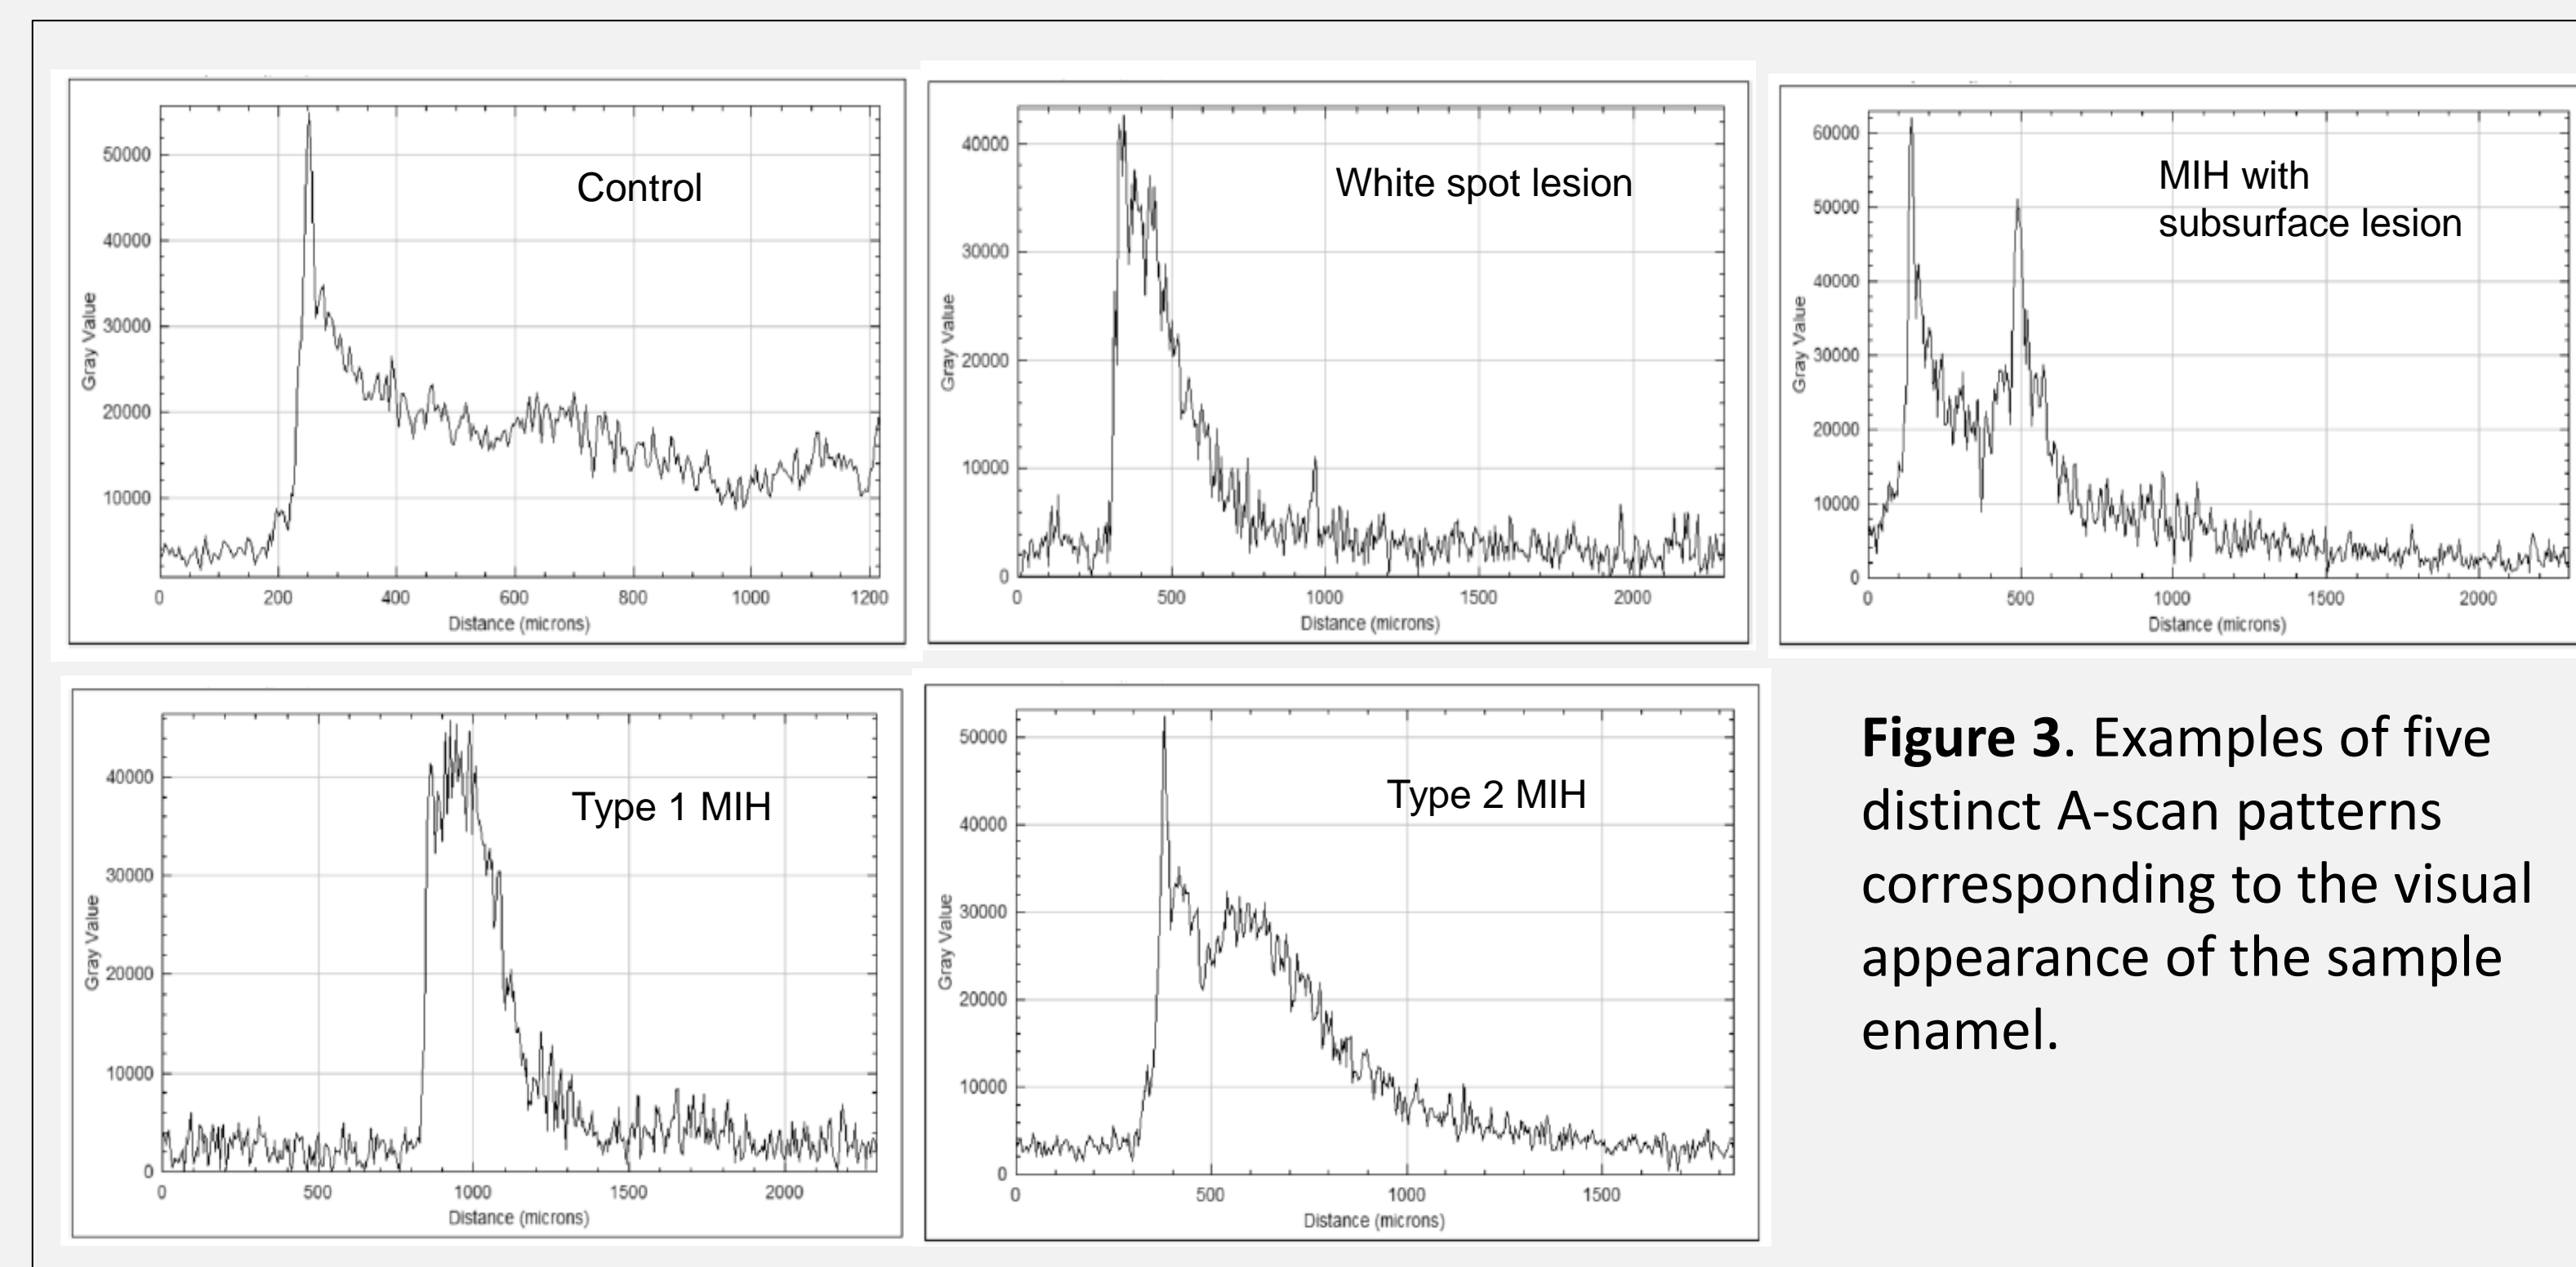 Control
50000
40000
30000
20000
10000
Gray Value
0 200 400 600 800 1000 1200
Distance (microns)
White spot lesion
40000
30000
20000
10000
0
Gray Value
0 500 1000 1500 2000
Distance (microns)
MIH with
subsurface lesion
60000
50000
40000
30000
20000
10000
0
Gray Value
0 500 1000 1500 2000
Distance (microns)
Type 1 MIH
40000
30000
20000
10000
0
Gray Value
0 500 1000 1500 2000
Distance (microns)
Type 2 MIH
50000
40000
30000
20000
10000
0
Gray Value
0 500 1000 1500
Distance (microns)
Figure 3. Examples of five
distinct A-scan patterns
corresponding to the visual
appearance of the sample
enamel.